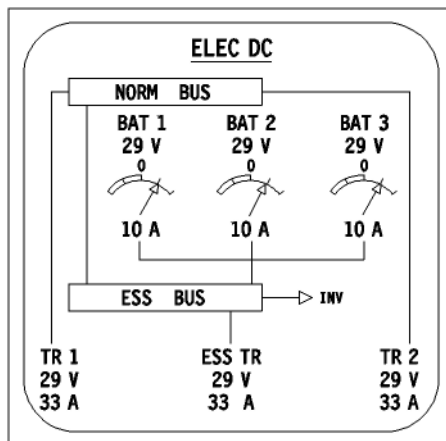 ELEC DC
NORM BUS
BAT 1 BAT 2 BAT 3
29 V 29 V 29 V
0 0 0
10 A 10 A 10 A
ESS BUS INV
TR 1 ESS TR TR 2
29 V 29 V 29 V
33 A 33 A 33 A